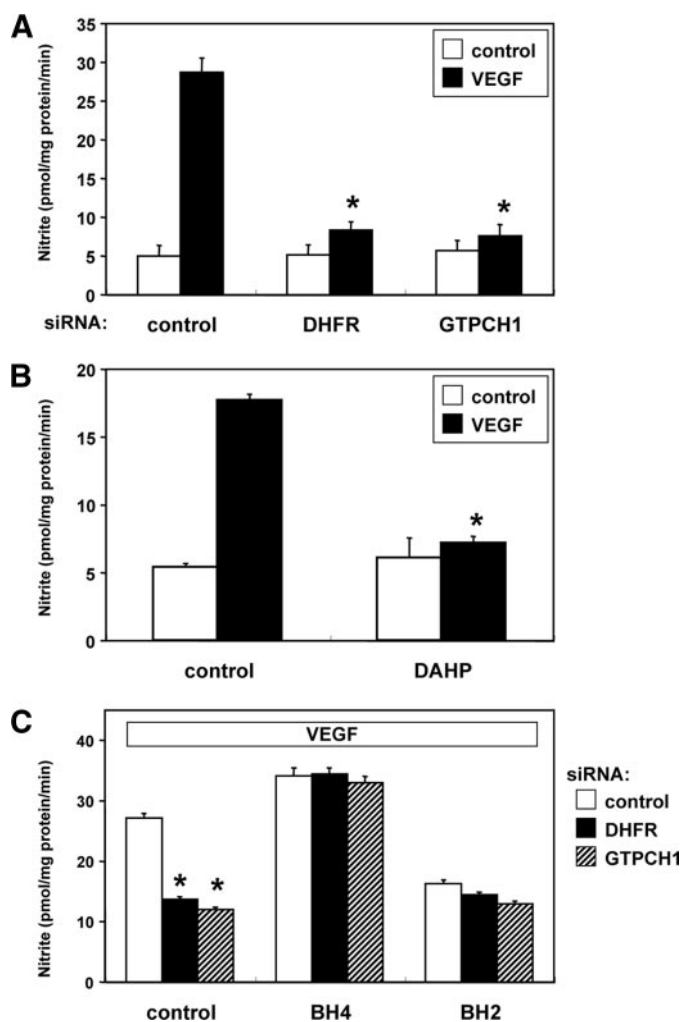 A
Nitrite (pmol/mg protein/min)
35
30
25
20
15
10
5
0
control
VEGF
*
*
siRNA:
control DHFR GTPCH1
B
Nitrite (pmol/mg protein/min)
20
15
10
5
0
control
VEGF
*
control DAHP
C
Nitrite (pmol/mg protein/min)
40
30
20
10
0
VEGF
* *
siRNA:
control
DHFR
GTPCH1
control BH4 BH2